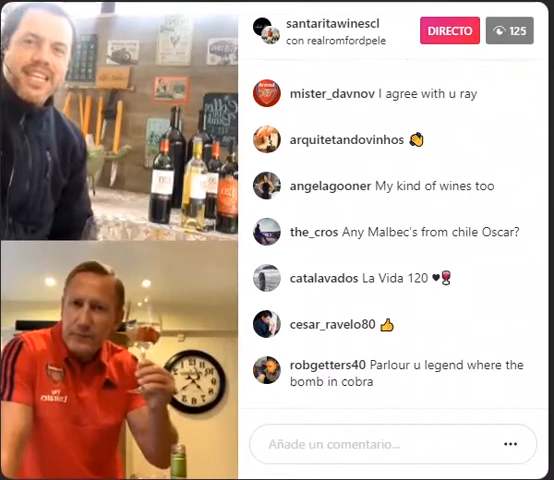 santaritawinescl
con realromfordpele
DIRECTO
125
mister_davnov I agree with u ray
arquitetandovinhos
angelagooner My kind of wines too
the_cros Any Malbec's from chile Oscar?
catalavados La Vida 120
cesar_ravelo80
robgetters40 Parlour u legend where the
bomb in cobra
Añade un comentario...
120